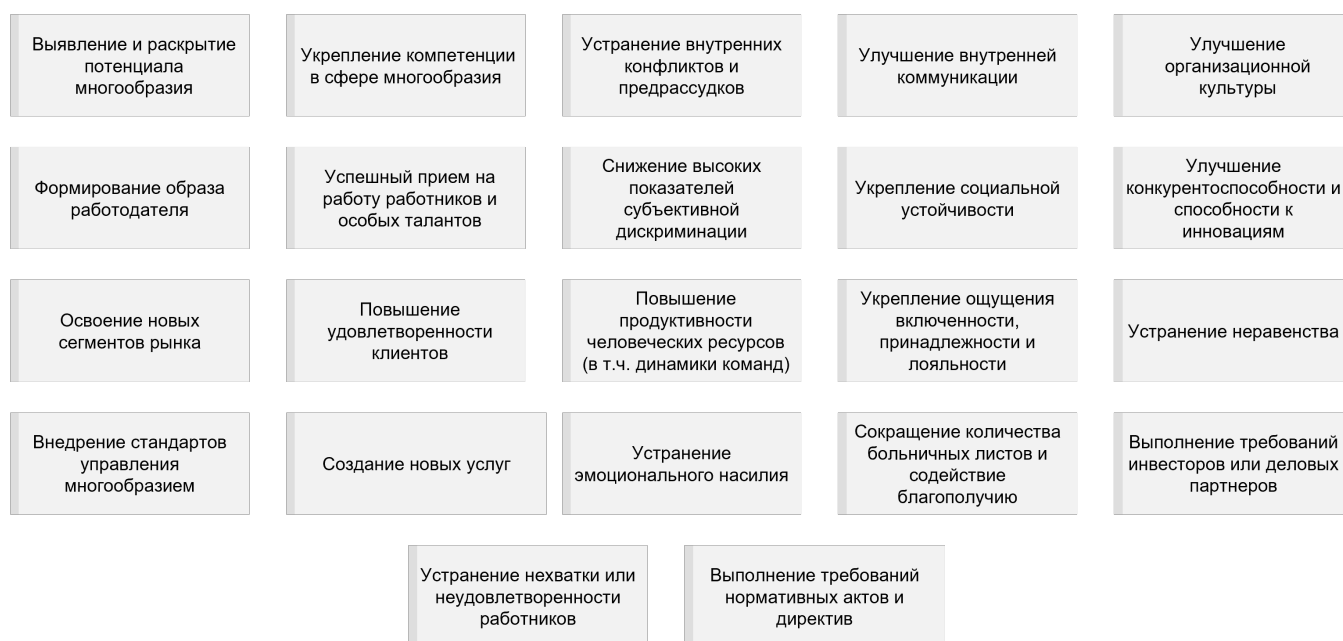 Выявление и раскрытие
потенциала
многообразия
Укрепление компетенции
в сфере многообразия
Устранение внутренних
конфликтов и
предрассудков
Улучшение внутренней
коммуникации
Улучшение
организационной
культуры
Формирование образа
работодателя
Успешный прием на
работу работников и
особых талантов
Снижение высоких
показателей
субъективной
дискриминации
Укрепление социальной
устойчивости
Улучшение
конкурентоспособности и
способности к
инновациям
Освоение новых
сегментов рынка
Повышение
удовлетворенности
клиентов
Повышение
продуктивности
человеческих ресурсов
(в т.ч. динамики команд)
Укрепление ощущения
включенности,
принадлежности и
лояльности
Устранение неравенства
Внедрение стандартов
управления
многообразием
Создание новых услуг
Устранение
эмоционального насилия
Сокращение количества
больничных листов и
содействие
благополучию
Выполнение требований
инвесторов или деловых
партнеров
Устранение нехватки или
неудовлетворенности
работников
Выполнение требований
нормативных актов и
директив